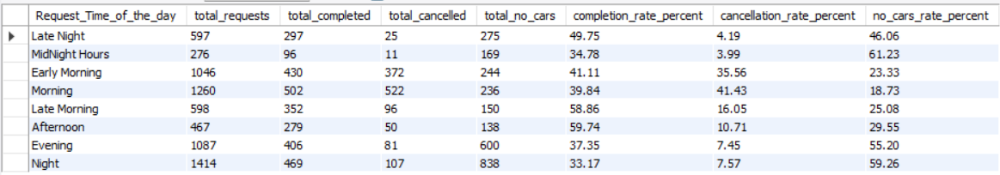 Request_Time_of_the_day total_requests total_completed total_cancelled total_no_cars completion_rate_percent cancellation_rate_percent no_cars_rate_percent
Late Night 597 297 25 275 49.75 4.19 46.06
MidNight Hours 276 96 11 169 34.78 3.99 61.23
Early Morning 1046 430 372 244 41.11 35.56 23.33
Morning 1260 502 522 236 39.84 41.43 18.73
Late Morning 598 352 96 150 58.86 16.05 25.08
Afternoon 467 279 50 138 59.74 10.71 29.55
Evening 1087 406 81 600 37.35 7.45 55.20
Night 1414 469 107 838 33.17 7.57 59.26